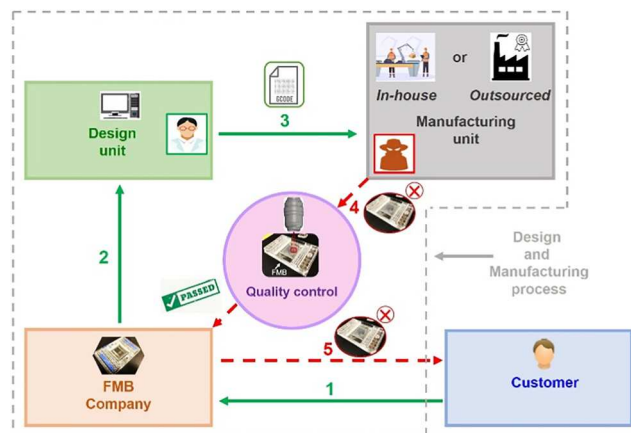 In-house
or
Outsourced
Manufacturing
unit
GCODE
3
Design
unit
4
FMB
Quality control
Design
and
Manufacturing
process
2
PASSED
5
FMB
Company
1
Customer